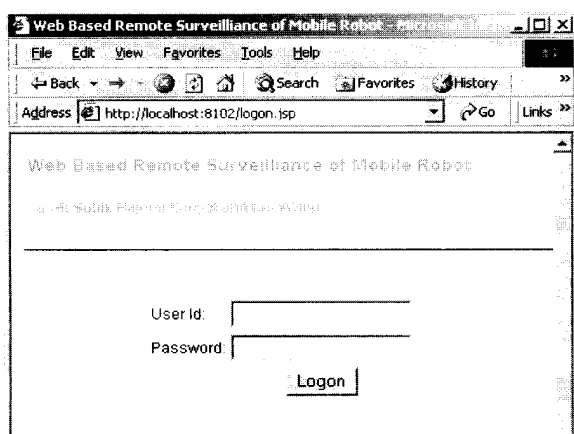 Web Based Remote Surveilliance of Mobile Robot - Micros
File Edit View Favorites Tools Help
Back Search Favorites History »
Address http://localhost:8102/logon.jsp Go Links »
Web Based Remote Surveilliance of Mobile Robot
User Id:
Password:
Logon